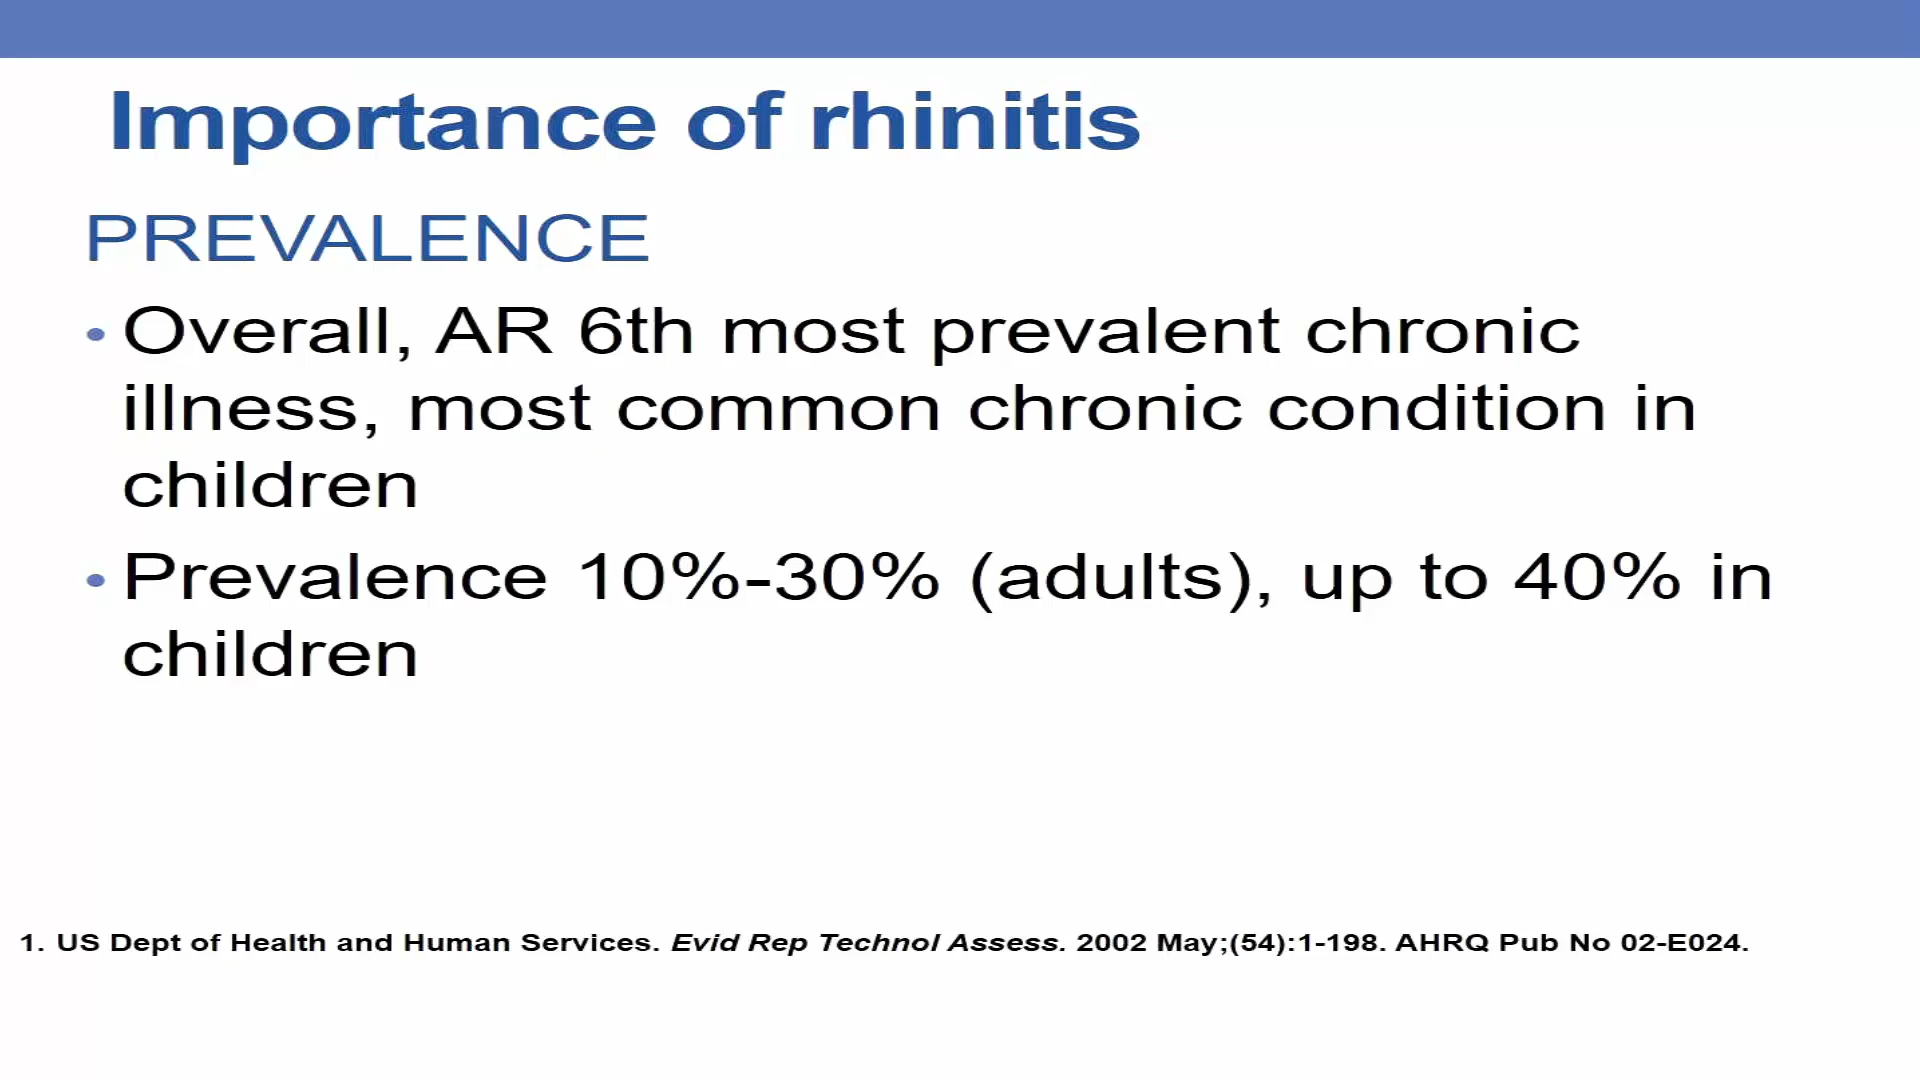 Importance of rhinitis
PREVALENCE
• Overall, AR 6th most prevalent chronic
illness, most common chronic condition in
children
• Prevalence 10%-30% (adults), up to 40% in
children
1. US Dept of Health and Human Services. Evid Rep Technol Assess. 2002 May;(54):1-198. AHRQ Pub No 02-E024.